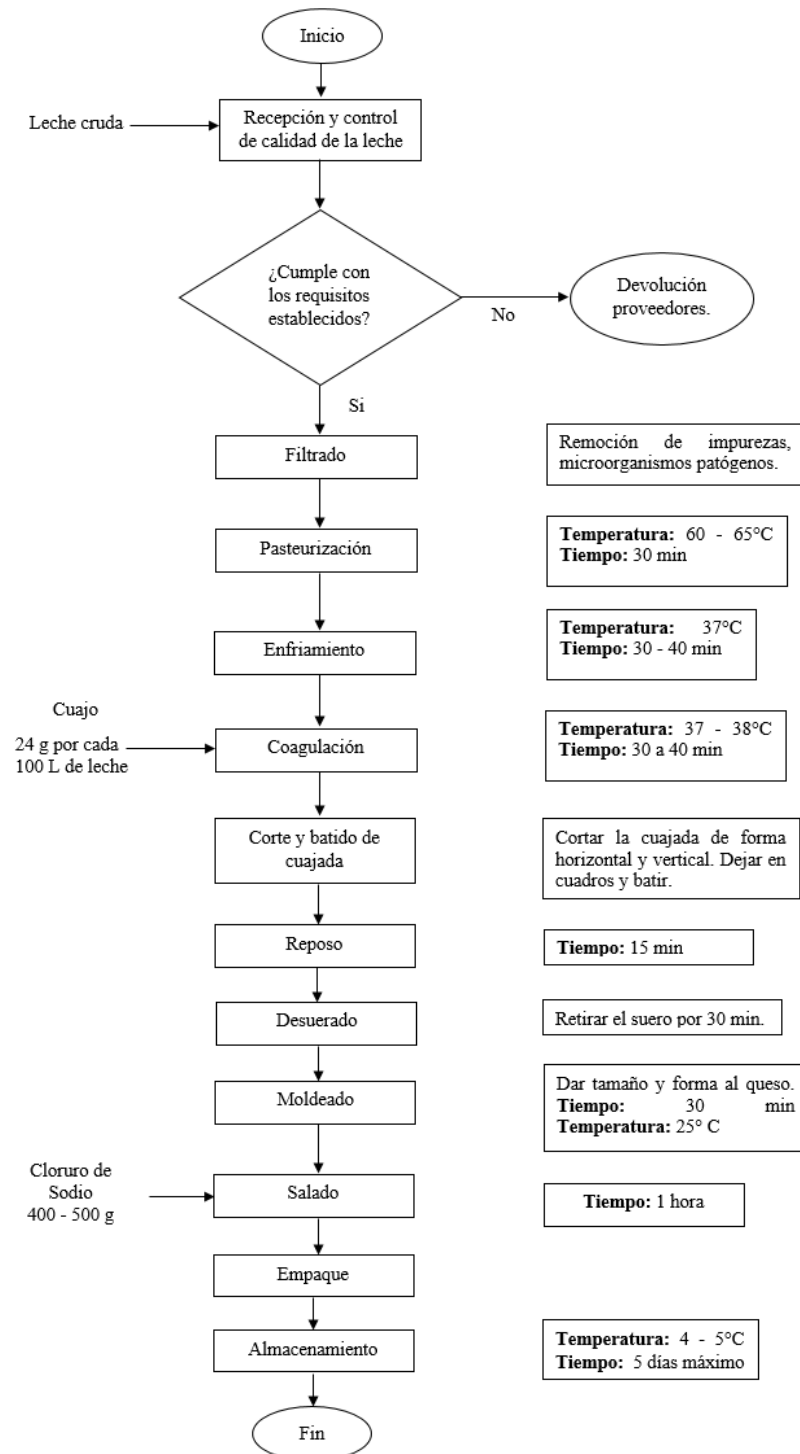 Inicio
Leche cruda
Recepción y control
de calidad de la leche
¿Cumple con
los requisitos
establecidos?
No
Devolución
proveedores.
Si
Filtrado
Remoción de impurezas,
microorganismos patógenos.
Pasteurización
Temperatura: 60 - 65°C
Tiempo: 30 min
Enfriamiento
Temperatura: 37°C
Tiempo: 30 - 40 min
Cuajo
24 g por cada
100 L de leche
Coagulación
Temperatura: 37 - 38°C
Tiempo: 30 a 40 min
Corte y batido de
cuajada
Cortar la cuajada de forma
horizontal y vertical. Dejar en
cuadros y batir.
Reposo
Tiempo: 15 min
Desuerado
Retirar el suero por 30 min.
Moldeado
Dar tamaño y forma al queso.
Tiempo: 30 min
Temperatura: 25° C
Cloruro de
Sodio
400 - 500 g
Salado
Tiempo: 1 hora
Empaque
Almacenamiento
Temperatura: 4 - 5°C
Tiempo: 5 días máximo
Fin